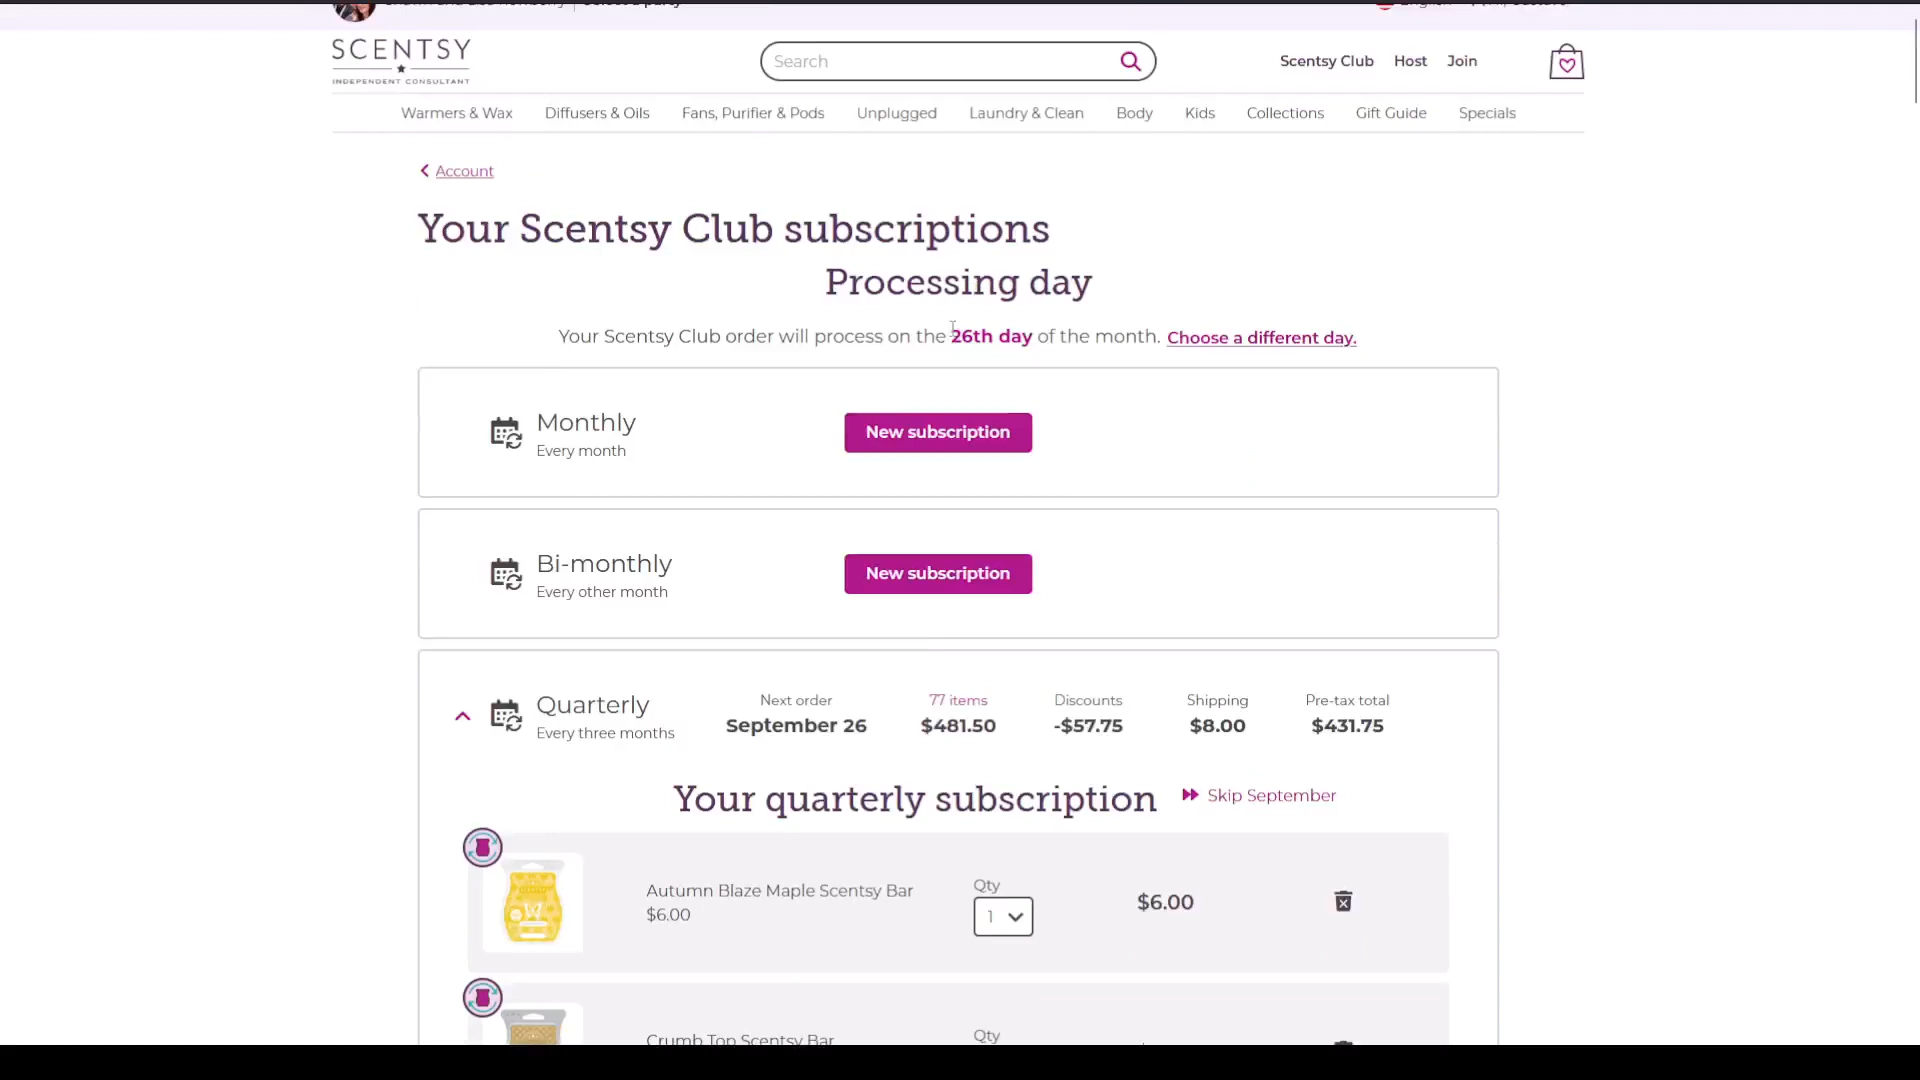 SCENTSY
INDEPENDENT CONSULTANT
Search
Scentsy Club Host Join
Warmers & Wax Diffusers & Oils Fans, Purifier & Pods Unplugged Laundry & Clean Body Kids Collections Gift Guide Specials
Account
Your Scentsy Club subscriptions
Processing day
Your Scentsy Club order will process on the 26th day of the month. Choose a different day.
Monthly
Every month
New subscription
Bi-monthly
Every other month
New subscription
Quarterly
Every three months
Next order
September 26
77 items
$481.50
Discounts
-$57.75
Shipping
$8.00
Pre-tax total
$431.75
Your quarterly subscription
Skip September
Autumn Blaze Maple Scentsy Bar
$6.00
Qty
1
$6.00
Crumb Top Scentsy Bar
Qty